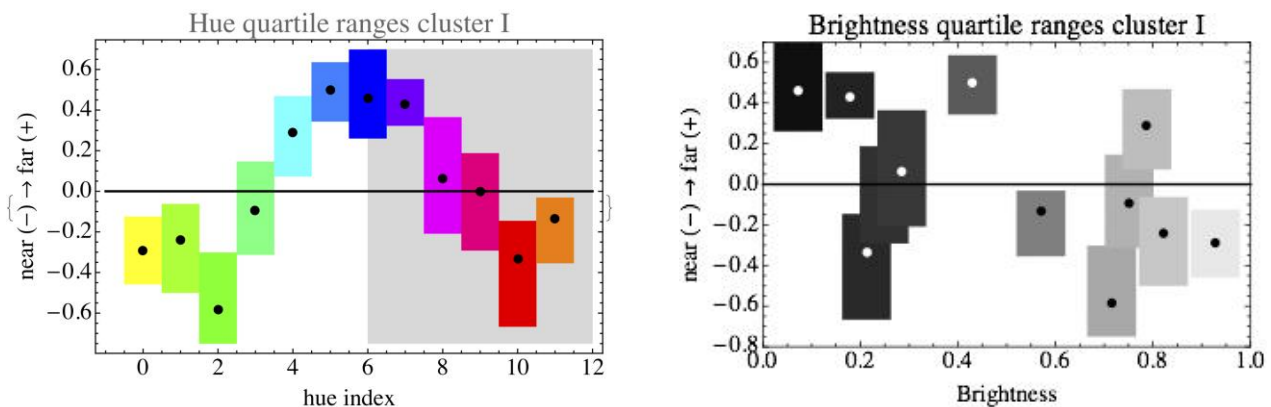 Hue quartile ranges cluster I
near (−) → far (+)
0.6
0.4
0.2
0.0
−0.2
−0.4
−0.6
0 2 4 6 8 10 12
hue index
Brightness quartile ranges cluster I
near (−) → far (+)
0.6
0.4
0.2
0.0
−0.2
−0.4
−0.6
−0.8
0.0 0.2 0.4 0.6 0.8 1.0
Brightness